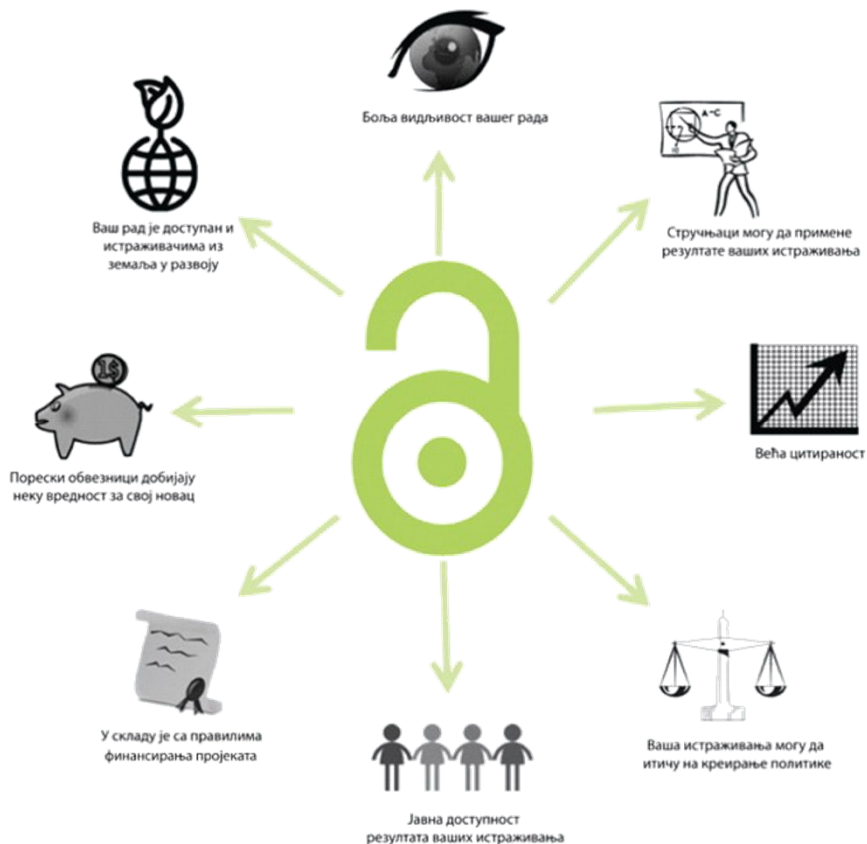 Боља видљивост вашег рада
A-C
Стручњаци могу да примене
резултате ваших истраживања
Већа цитираност
Ваша истраживања могу да
итичу на креирање политике
Јавна доступност
резултата ваших истраживања
У складу је са правилима
финансирања пројеката
Порески обвезници добијају
неку вредност за свој новац
1$
Ваш рад је доступан и
истраживачима из
земаља у развоју